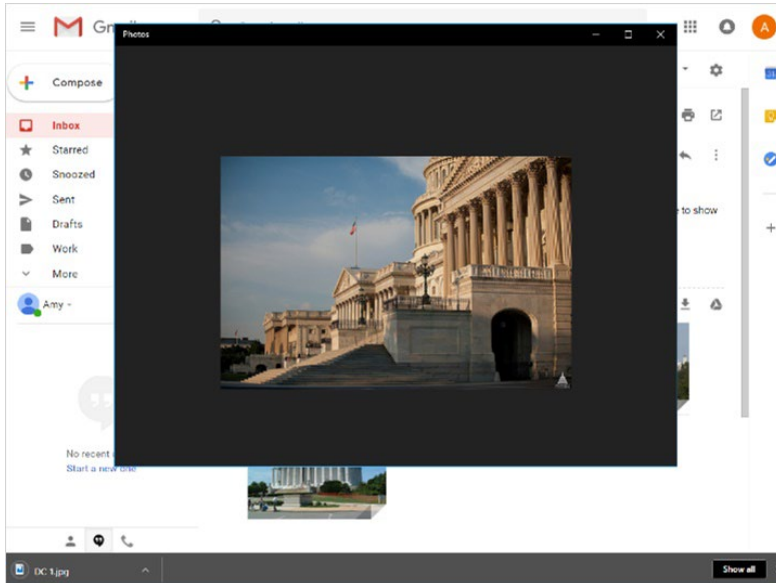 Photos
Compose
Inbox
Starred
Snoozed
Sent
Drafts
Work
More
Amy
No recent
Start a new one
to show
A
DC 1.jpg
Show all